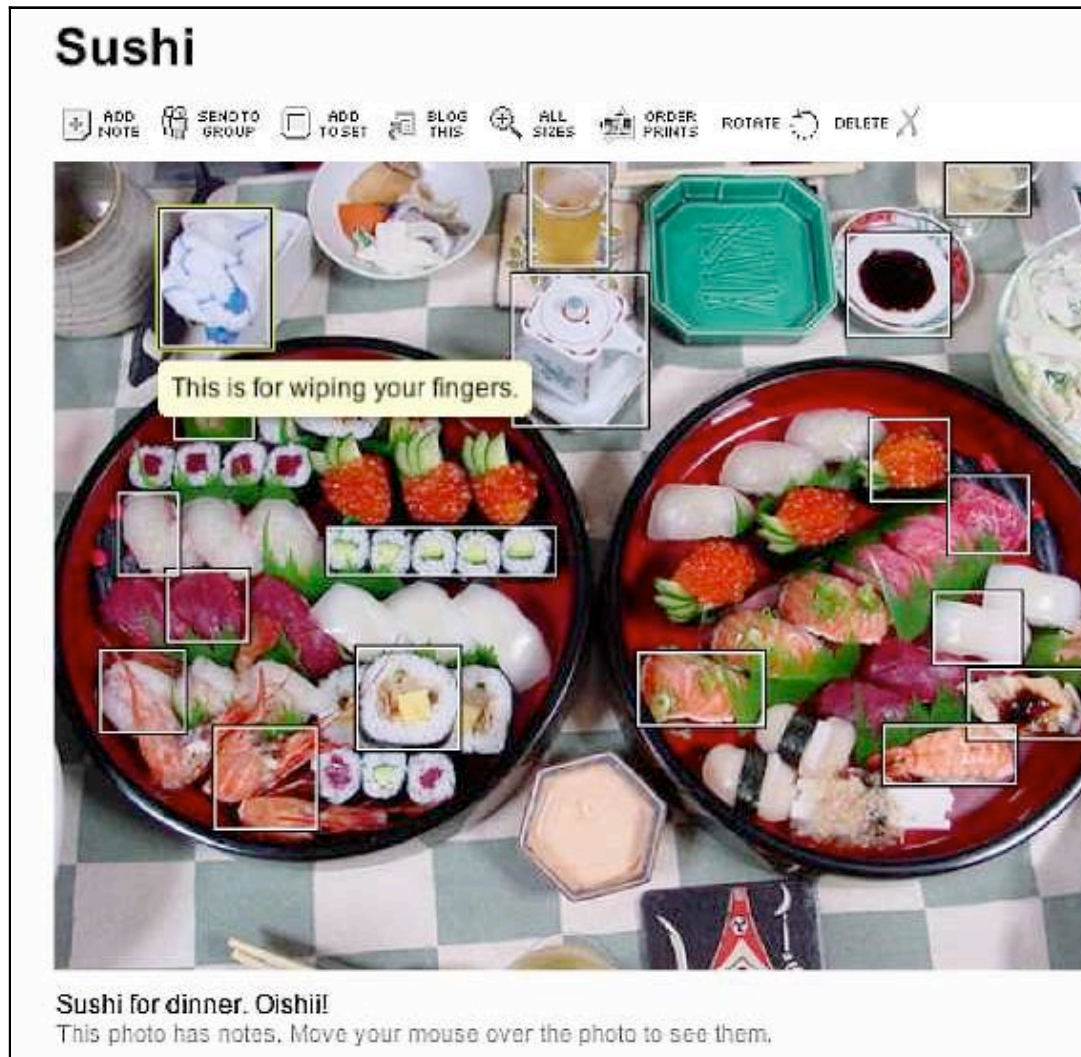 Sushi
ADD NOTE
SEND TO GROUP
ADD TO SET
BLOG THIS
ALL SIZES
ORDER PRINTS
ROTATE
DELETE
This is for wiping your fingers.
Sushi for dinner. Oishii!
This photo has notes. Move your mouse over the photo to see them.